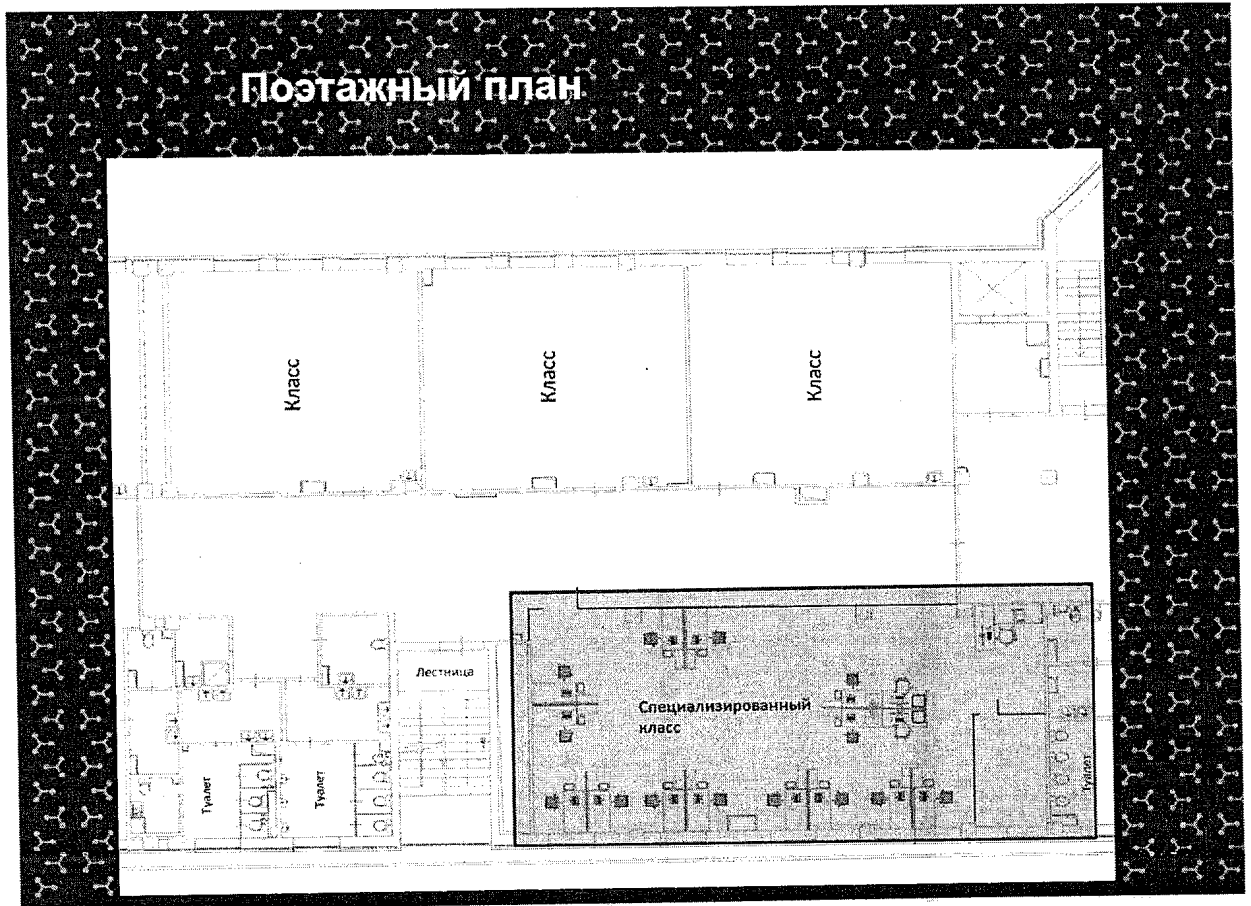 Поэтажный план
Класс
Класс
Класс
Лестница
Специализированный
класс
Туалет
Туалет
Туалет